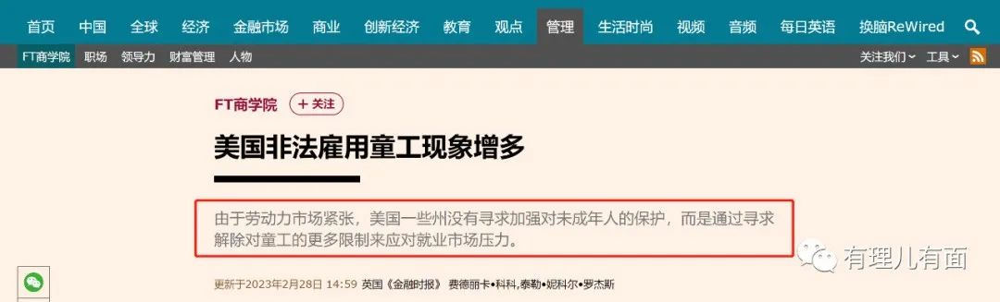 首页 中国 全球 经济 金融市场 商业 创新经济 教育 观点 管理 生活时尚 视频 音频 每日英语 换脑ReWired
FT商学院 职场 领导力 财富管理 人物 关注我们 工具
FT商学院 + 关注
美国非法雇用童工现象增多
由于劳动力市场紧张，美国一些州没有寻求加强对未成年人的保护，而是通过寻求
解除对童工的更多限制来应对就业市场压力。
有理儿有面
更新于2023年2月28日 14:59 英国《金融时报》 费德丽卡•科科,泰勒•妮科尔•罗杰斯